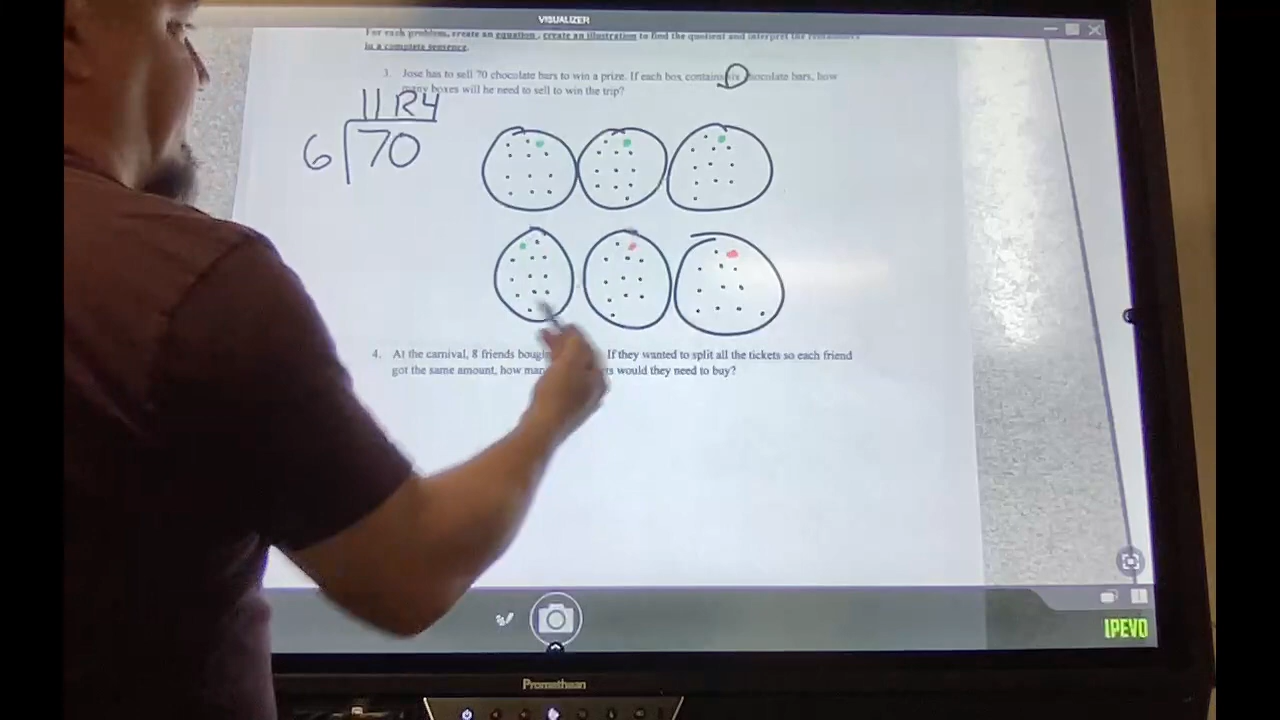 VISUALIZER
For each problem, create an equation, create an illustration to find the quotient and interpret the remainders
in a complete sentence.
3. Jose has to sell 70 chocolate bars to win a prize. If each box contains chocolate bars, how
many boxes will he need to sell to win the trip?
11 R4
6 70
4. At the carnival, 8 friends If they wanted to split all the tickets so each friend
got the same amount, how would they need to buy?
IPEVO
Promethean